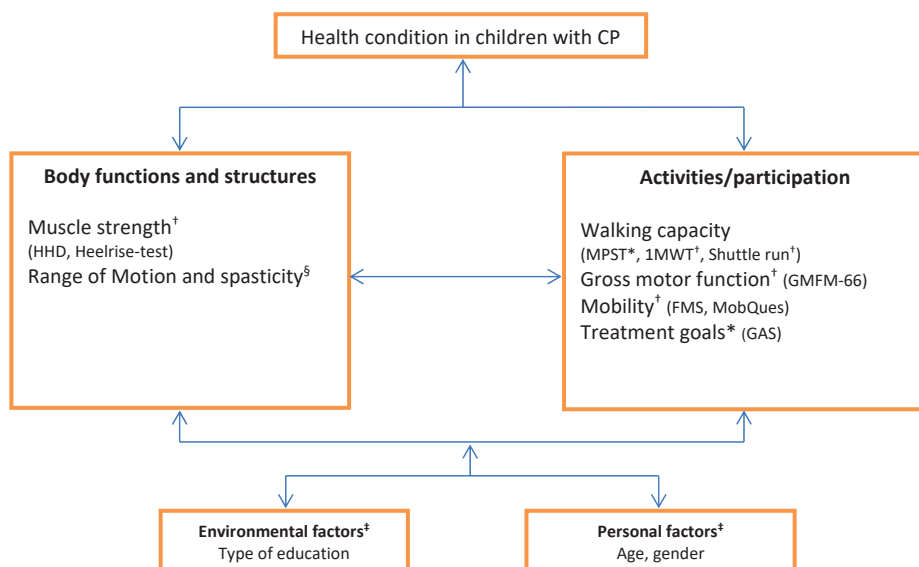 Health condition in children with CP
Body functions and structures
Muscle strength†
(HHD, Heelrise-test)
Range of Motion and spasticity§
Activities/participation
Walking capacity
(MPST*, 1MWT†, Shuttle run†)
Gross motor function† (GMFM-66)
Mobility† (FMS, MobQues)
Treatment goals* (GAS)
Environmental factors‡
Type of education
Personal factors‡
Age, gender